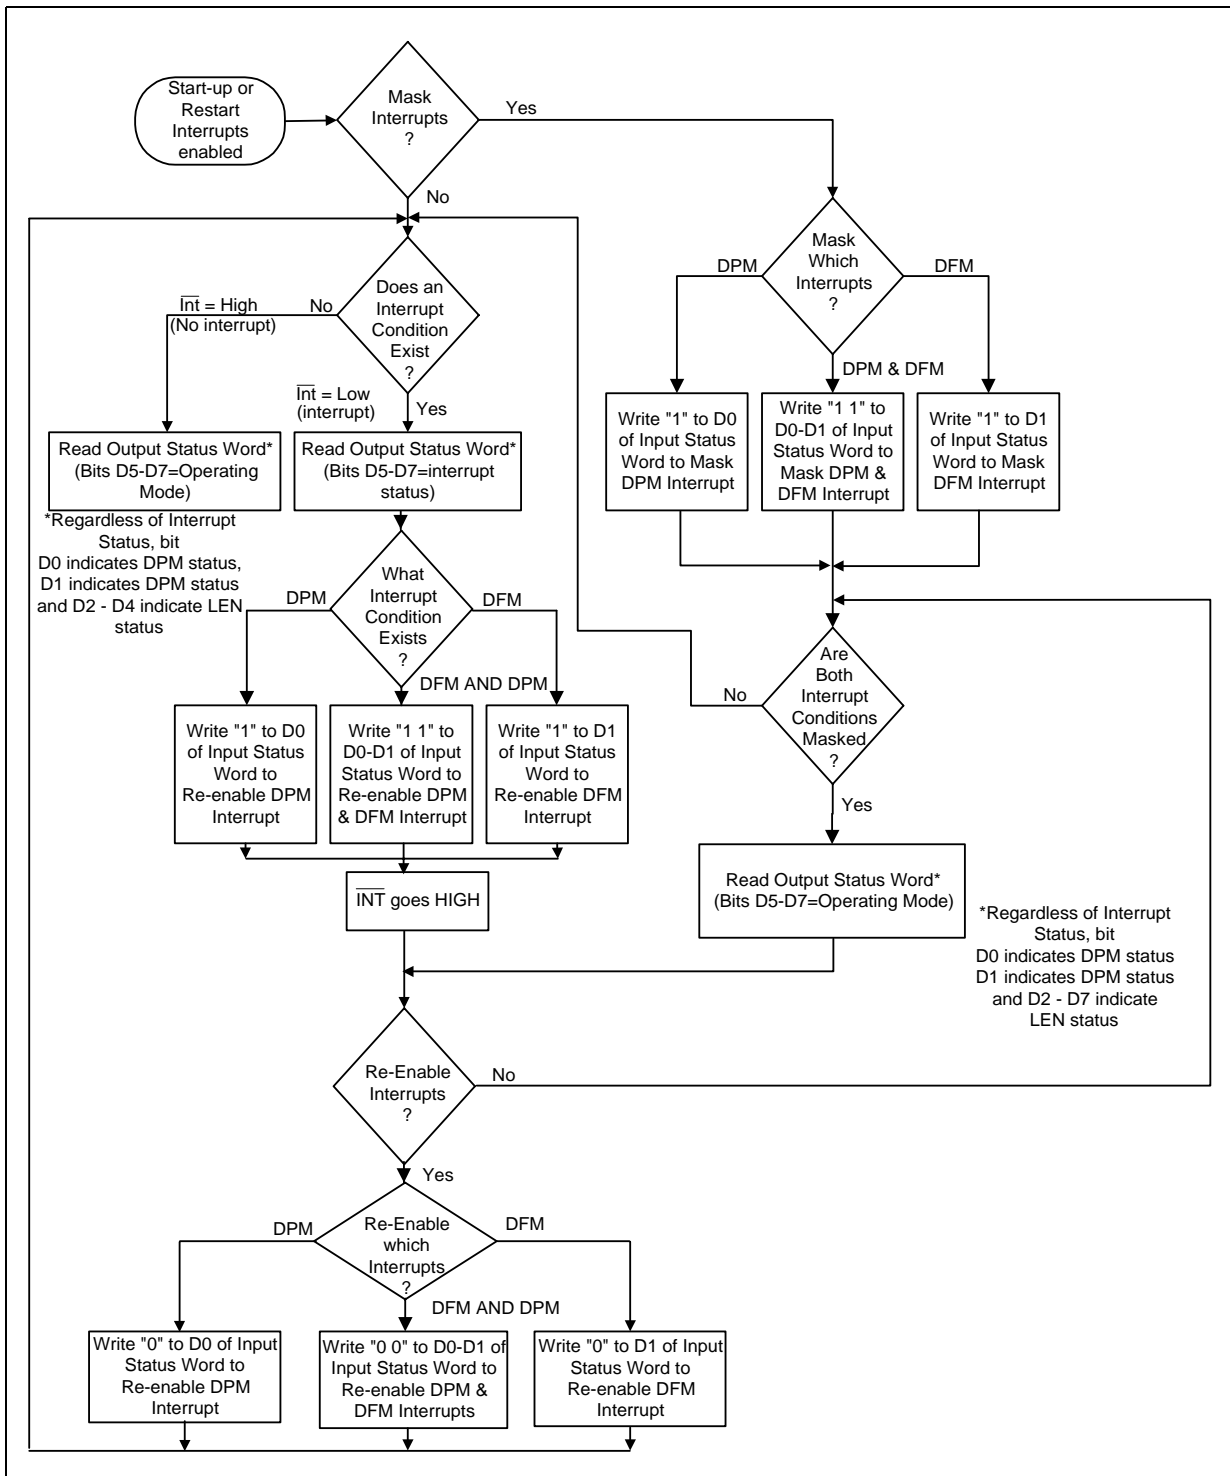 Start-up or
Restart
Interrupts
enabled
Mask
Interrupts
?
Yes
No
Mask
Which
Interrupts
?
DPM
DFM
DPM & DFM
Does an
Interrupt
Condition
Exist
?
Int = High
(No interrupt)
No
Int = Low
(interrupt)
Yes
Write "1" to D0
of Input Status
Word to Mask
DPM Interrupt
Write "1 1" to
D0-D1 of Input
Status Word to
Mask DPM &
DFM Interrupt
Write "1" to D1
of Input Status
Word to Mask
DFM Interrupt
Read Output Status Word*
(Bits D5-D7=Operating
Mode)
Read Output Status Word*
(Bits D5-D7=interrupt
status)
*Regardless of Interrupt
Status, bit
D0 indicates DPM status,
D1 indicates DPM status
and D2 - D4 indicate LEN
status
What
Interrupt
Condition
Exists
?
DPM
DFM
DFM AND DPM
Are
Both
Interrupt
Conditions
Masked
?
No
Yes
Write "1" to D0
of Input Status
Word to
Re-enable DPM
Interrupt
Write "1 1" to
D0-D1 of Input
Status Word to
Re-enable DPM
& DFM Interrupt
Write "1" to D1
of Input Status
Word to
Re-enable DFM
Interrupt
INT goes HIGH
Read Output Status Word*
(Bits D5-D7=Operating Mode)
*Regardless of Interrupt
Status, bit
D0 indicates DPM status
D1 indicates DPM status
and D2 - D7 indicate
LEN status
Re-Enable
Interrupts
?
No
Yes
Re-Enable
which
Interrupts
?
DPM
DFM
DFM AND DPM
Write "0" to D0 of Input
Status Word to
Re-enable DPM
Interrupt
Write "0 0" to D0-D1 of
Input Status Word to
Re-enable DPM &
DFM Interrupts
Write "0" to D1 of Input
Status Word to
Re-enable DFM
Interrupt